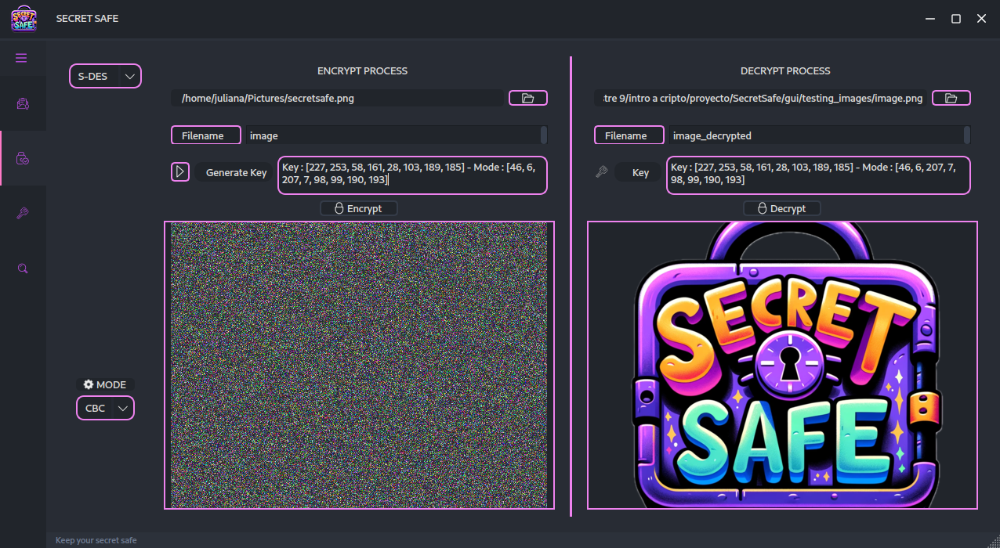 SECRET SAFE
SECRET SAFE
S-DES
ENCRYPT PROCESS
/home/juliana/Pictures/secretsafe.png
Filename
image
Generate Key
Key : [227, 253, 58, 161, 28, 103, 189, 185] - Mode : [46, 6,
207, 7, 98, 99, 190, 193]
Encrypt
MODE
CBC
DECRYPT PROCESS
:tre 9/intro a cripto/proyecto/SecretSafe/gui/testing_images/image.png
Filename
image_decrypted
Key
Key : [227, 253, 58, 161, 28, 103, 189, 185] - Mode : [46, 6, 207, 7,
98, 99, 190, 193]
Decrypt
SECRET
SAFE
Keep your secret safe